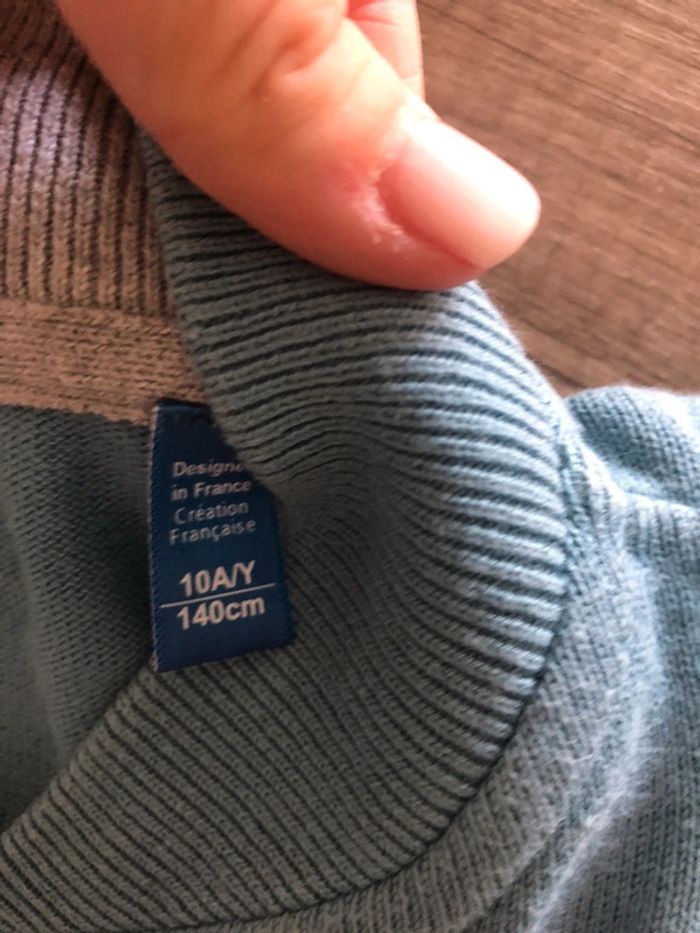 in France
Création
Française
10A/Y
140cm